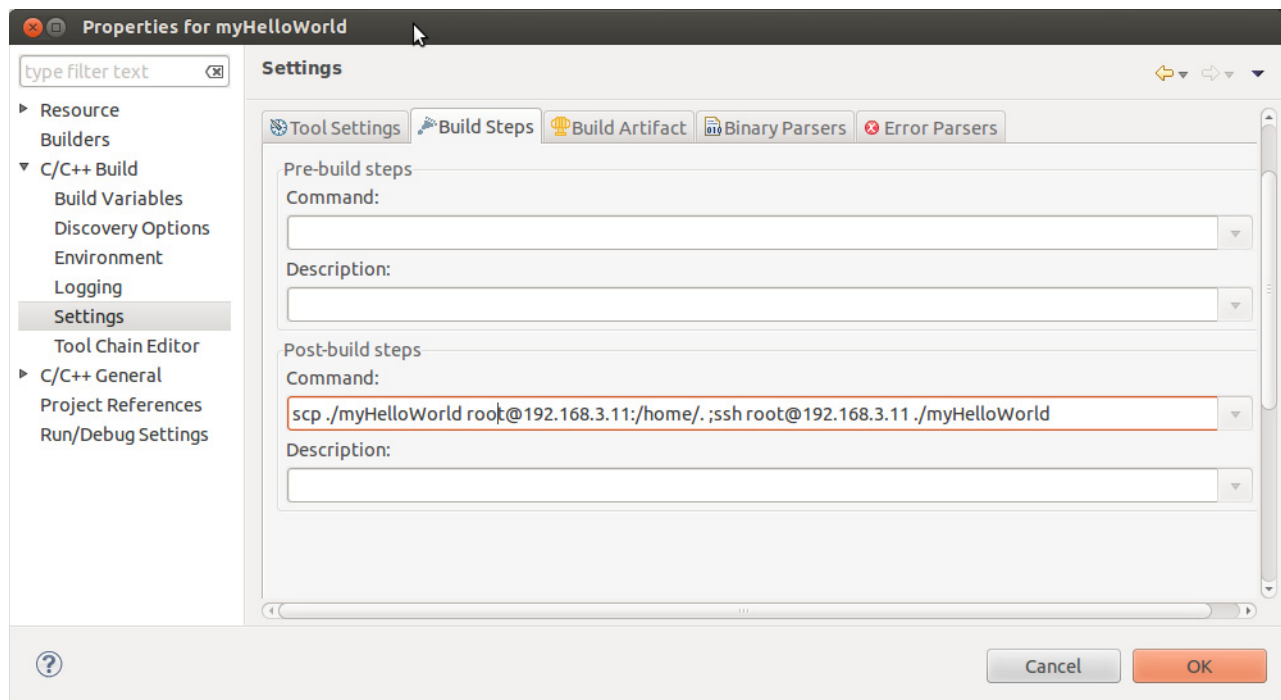 Properties for myHelloWorld
type filter text
Settings
Resource
Builders
C/C++ Build
Build Variables
Discovery Options
Environment
Logging
Settings
Tool Chain Editor
C/C++ General
Project References
Run/Debug Settings
Tool Settings Build Steps Build Artifact 010 Binary Parsers Error Parsers
Pre-build steps
Command:
Description:
Post-build steps
Command:
scp ./myHelloWorld root@192.168.3.11:/home/. ;ssh root@192.168.3.11 ./myHelloWorld
Description:
Cancel OK